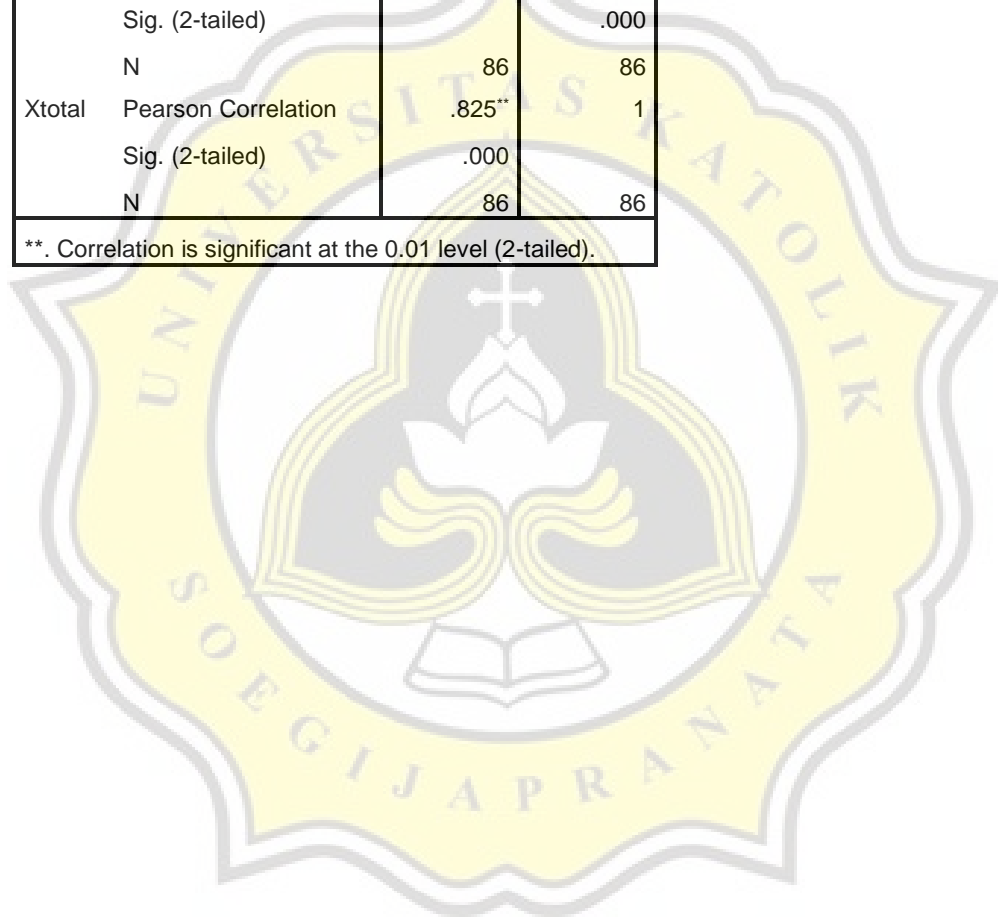 Sig. (2-tailed) .000
N 86 86
Xtotal Pearson Correlation .825** 1
Sig. (2-tailed) .000
N 86 86
**. Correlation is significant at the 0.01 level (2-tailed).
UNIVERSITAS KATOLIK
SOEGIJAPRANATA